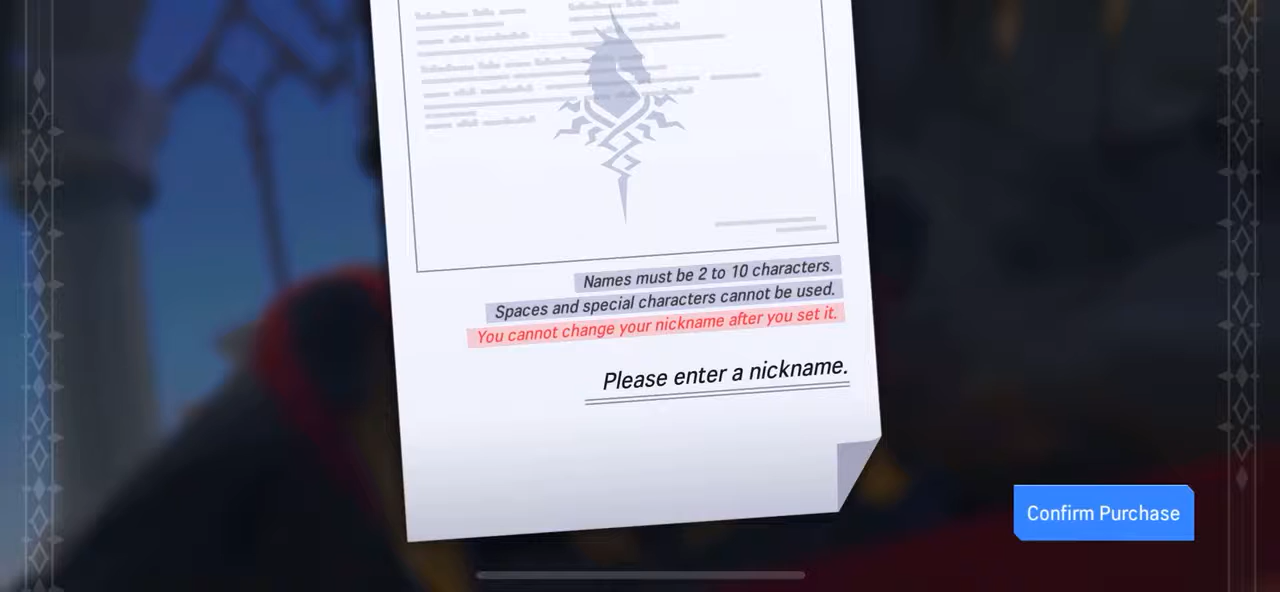 Names must be 2 to 10 characters.
Spaces and special characters cannot be used.
You cannot change your nickname after you set it.
Please enter a nickname.
Confirm Purchase